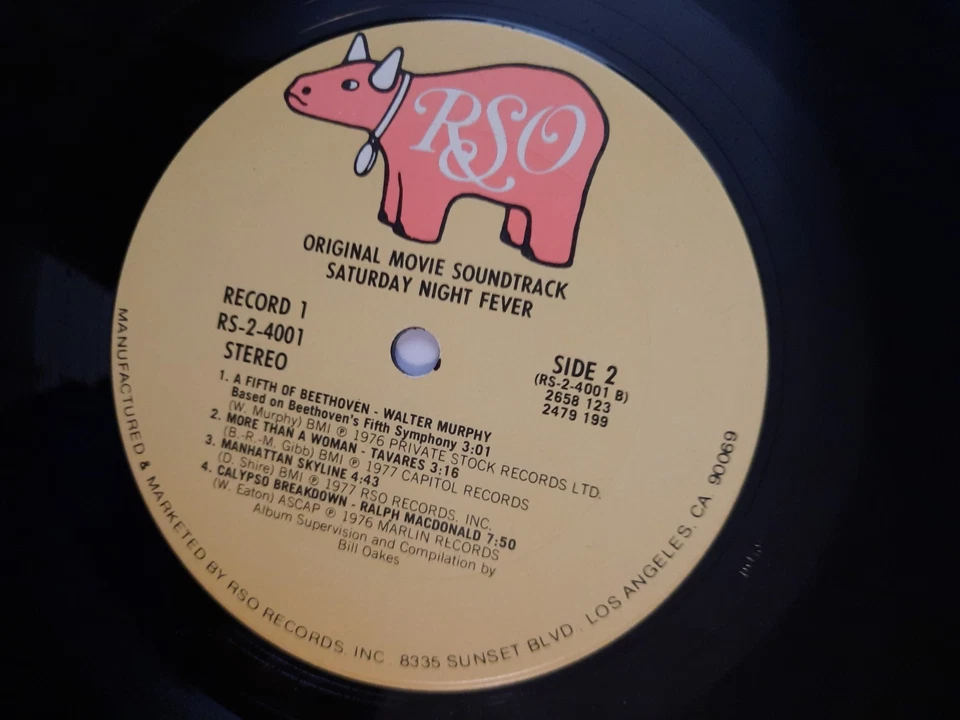 RSO
ORIGINAL MOVIE SOUNDTRACK
SATURDAY NIGHT FEVER
RECORD 1
RS-2-4001
STEREO
SIDE 2
(RS-2-4001 B)
2658 123
2479 199
1. A FIFTH OF BEETHOVEN - WALTER MURPHY
Based on Beethoven's Fifth Symphony 3:01
(W. Murphy) BMI ℗ 1976 PRIVATE STOCK RECORDS LTD.
2. MORE THAN A WOMAN - TAVARES 3:16
(B.-R.-M. Gibb) BMI ℗ 1977 CAPITOL RECORDS
3. MANHATTAN SKYLINE 4:43
(D. Shire) BMI ℗ 1977 RSO RECORDS, INC.
4. CALYPSO BREAKDOWN - RALPH MACDONALD 7:50
(W. Eaton) ASCAP ℗ 1976 MARLIN RECORDS
Album Supervision and Compilation by
Bill Oakes
MANUFACTURED & MARKETED BY RSO RECORDS, INC. 8335 SUNSET BLVD. LOS ANGELES, CA 90069